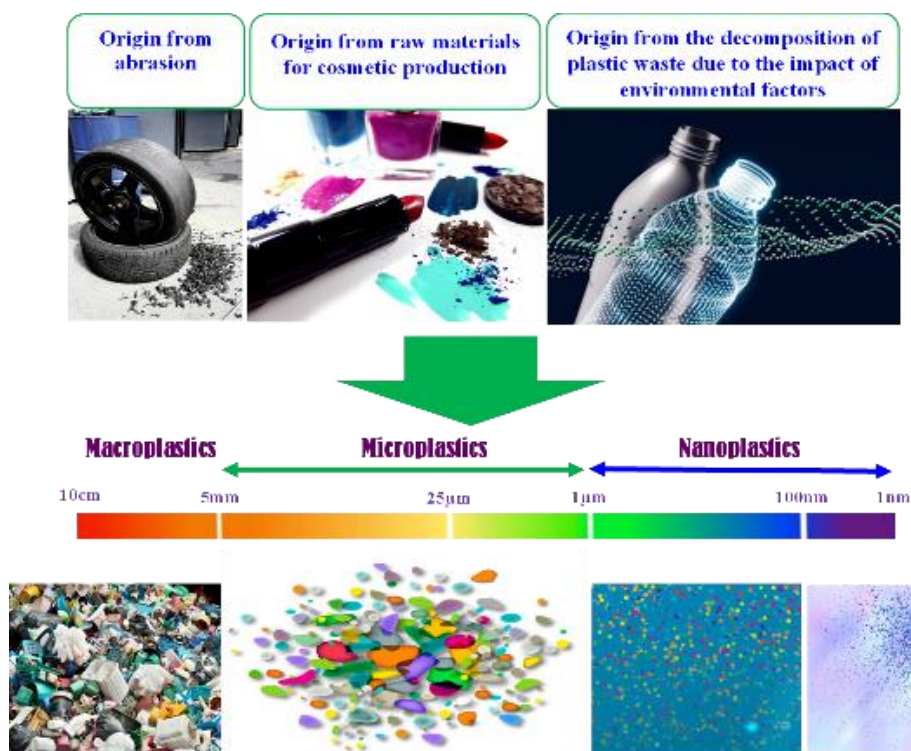 Origin from
abrasion
Origin from raw materials
for cosmetic production
Origin from the decomposition of
plastic waste due to the impact of
environmental factors
Macroplastics
Microplastics
Nanoplastics
10cm
5mm
25µm
1µm
100nm
1nm